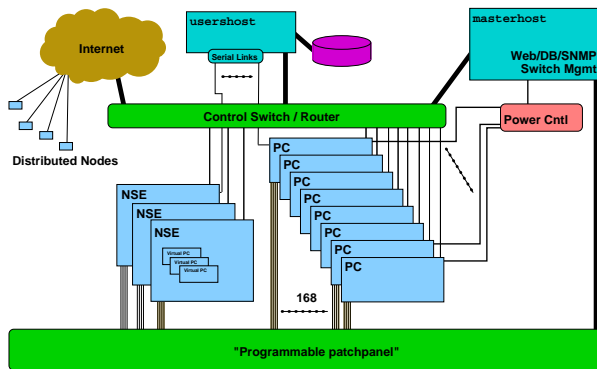 usershost
masterhost
Internet
Serial Links
Web/DB/SNMP
Switch Mgmt
Control Switch / Router
Power Cntl
Distributed Nodes
PC
PC
PC
PC
PC
PC
PC
PC
NSE
NSE
NSE
Virtual PC
Virtual PC
Virtual PC
168
"Programmable patchpanel"